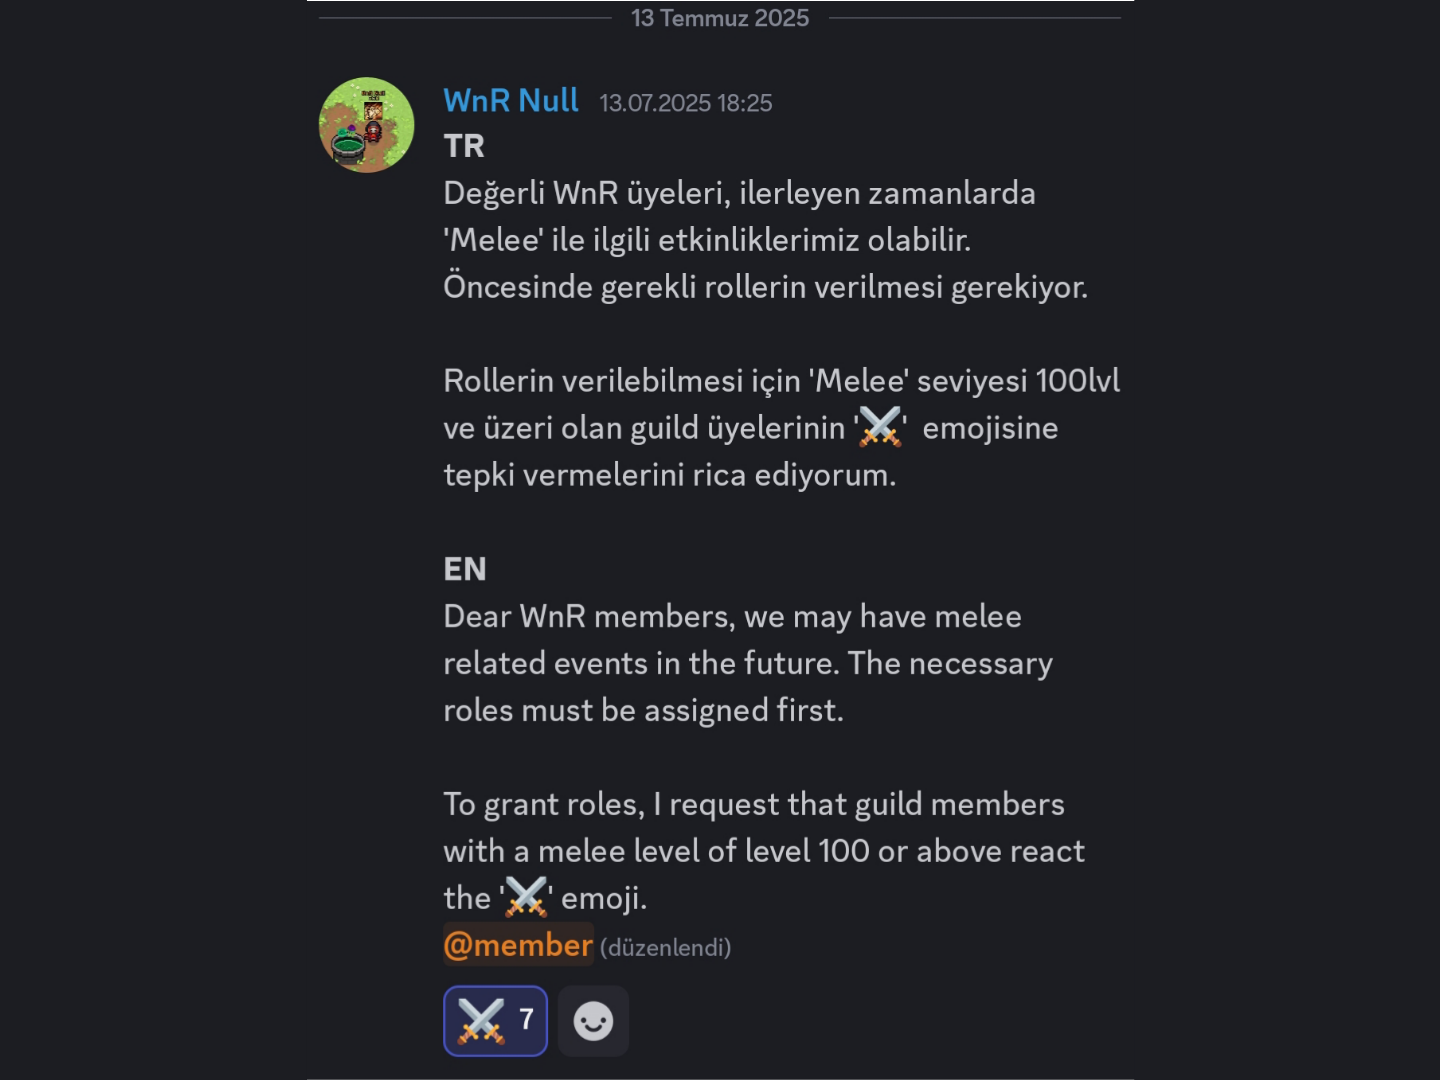 13 Temmuz 2025
WnR Null 13.07.2025 18:25
TR
Değerli WnR üyeleri, ilerleyen zamanlarda
'Melee' ile ilgili etkinliklerimiz olabilir.
Öncesinde gerekli rollerin verilmesi gerekiyor.
Rollerin verilebilmesi için 'Melee' seviyesi 100lvl
ve üzeri olan guild üyelerinin '⚔️' emojisine
tepki vermelerini rica ediyorum.
EN
Dear WnR members, we may have melee
related events in the future. The necessary
roles must be assigned first.
To grant roles, I request that guild members
with a melee level of level 100 or above react
the '⚔️' emoji.
@member (düzenlendi)
⚔️ 7